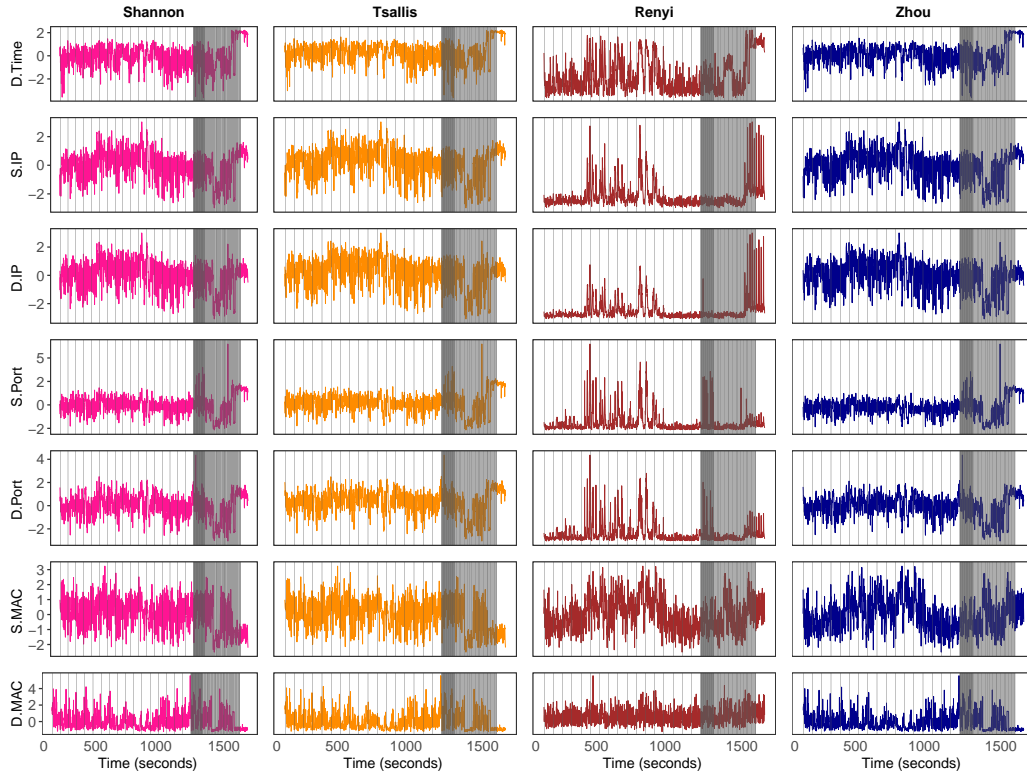 Shannon Tsallis Renyi Zhou
D.Time 2 0 −2
S.IP 2 0 −2
D.IP 2 0 −2
S.Port 5 2 0 −2
D.Port 4 2 0 −2
S.MAC 3 2 1 0 −1 −2
D.MAC 4 2 0
0 500 1000 1500 0 500 1000 1500 0 500 1000 1500 0 500 1000 1500
Time (seconds) Time (seconds) Time (seconds) Time (seconds)